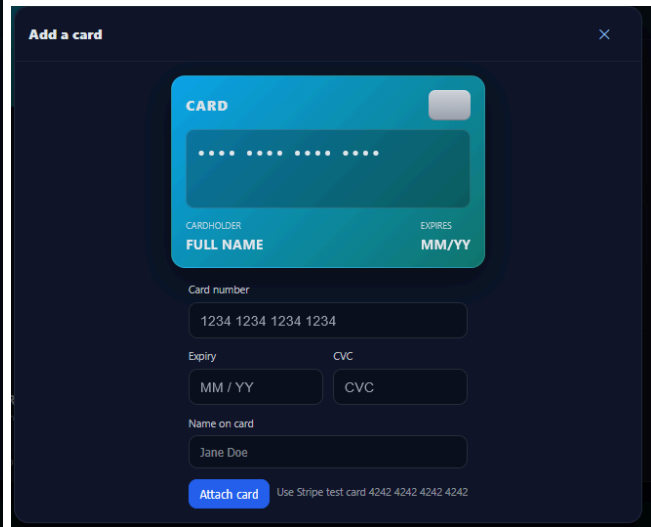 Add a card
CARD
•••• •••• •••• ••••
CARDHOLDER
EXPIRES
FULL NAME
MM/YY
Card number
1234 1234 1234 1234
Expiry
CVC
MM / YY
CVC
Name on card
Jane Doe
Attach card
Use Stripe test card 4242 4242 4242 4242